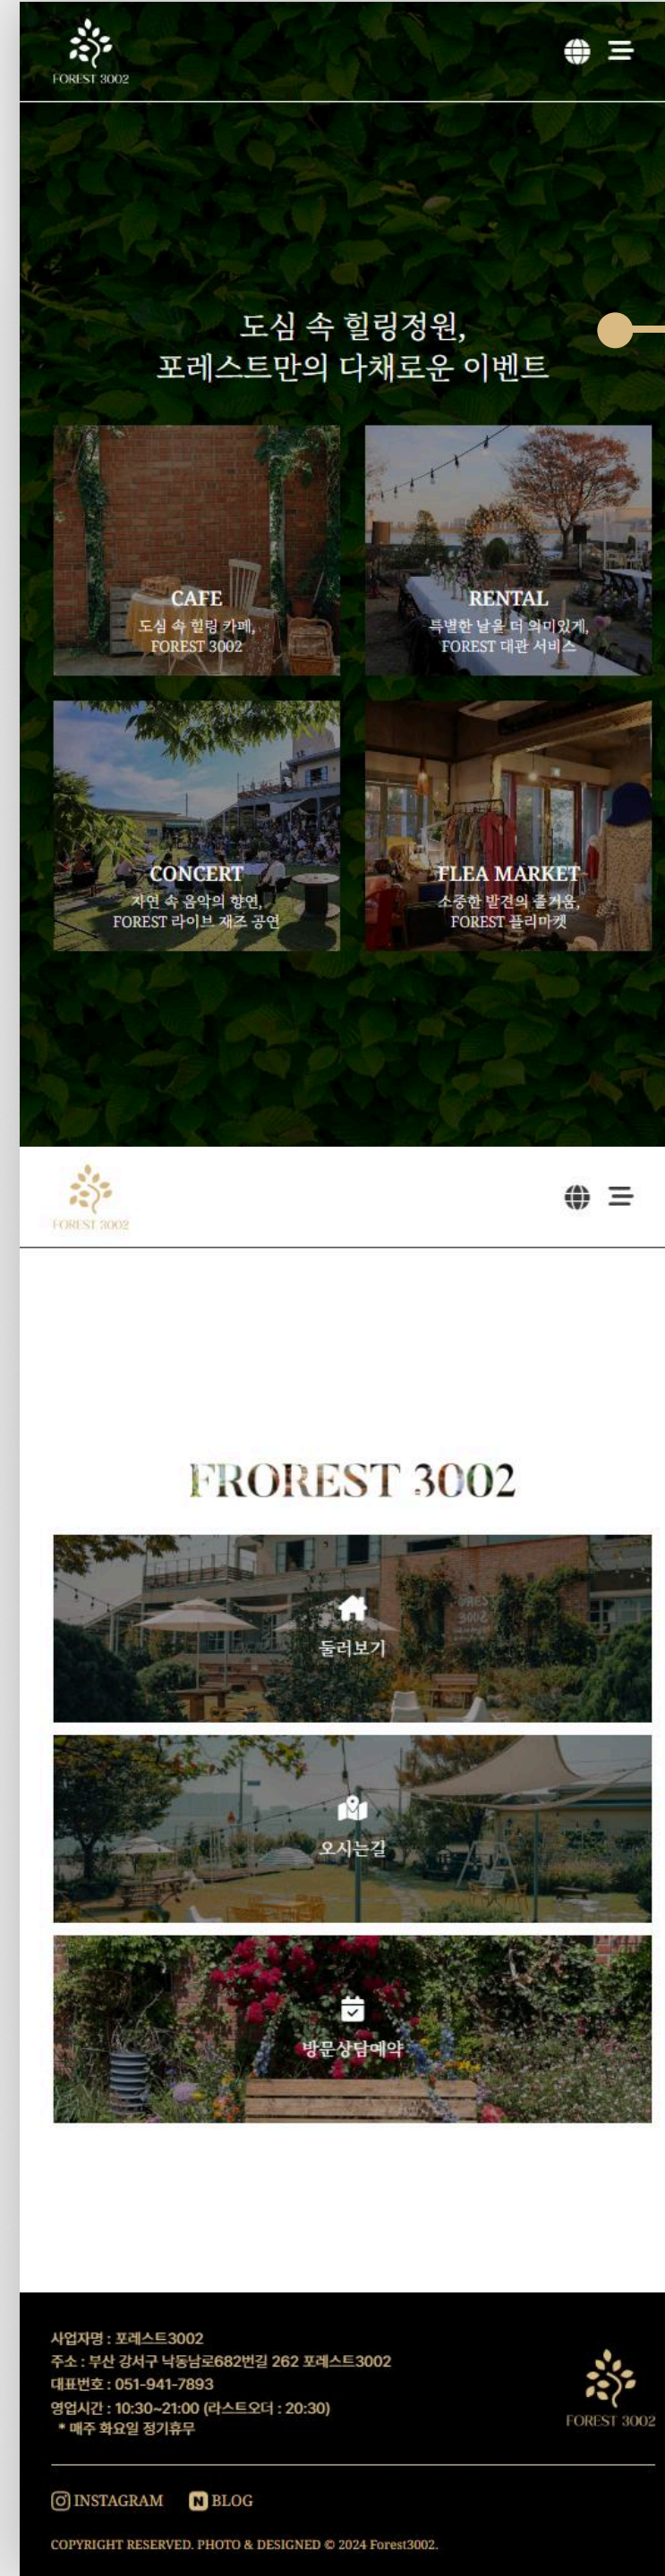 FOREST 3002
도심 속 힐링정원,
포레스트만의 다채로운 이벤트
CAFE
도심 속 힐링 카페,
FOREST 3002
RENTAL
특별한 날을 더 의미있게,
FOREST 대관 서비스
CONCERT
자연 속 음악의 향연,
FOREST 라이브 재즈 공연
FLEA MARKET
소중한 발견의 즐거움,
FOREST 플리마켓
FOREST 3002
FROREST 3002
둘러보기
오시는길
방문상담예약
사업자명 : 포레스트3002
주소 : 부산 강서구 낙동남로682번길 262 포레스트3002
대표번호 : 051-941-7893
영업시간 : 10:30~21:00 (라스트오더 : 20:30)
* 매주 화요일 정기휴무
FOREST 3002
INSTAGRAM
N BLOG
COPYRIGHT RESERVED. PHOTO & DESIGNED © 2024 Forest3002.